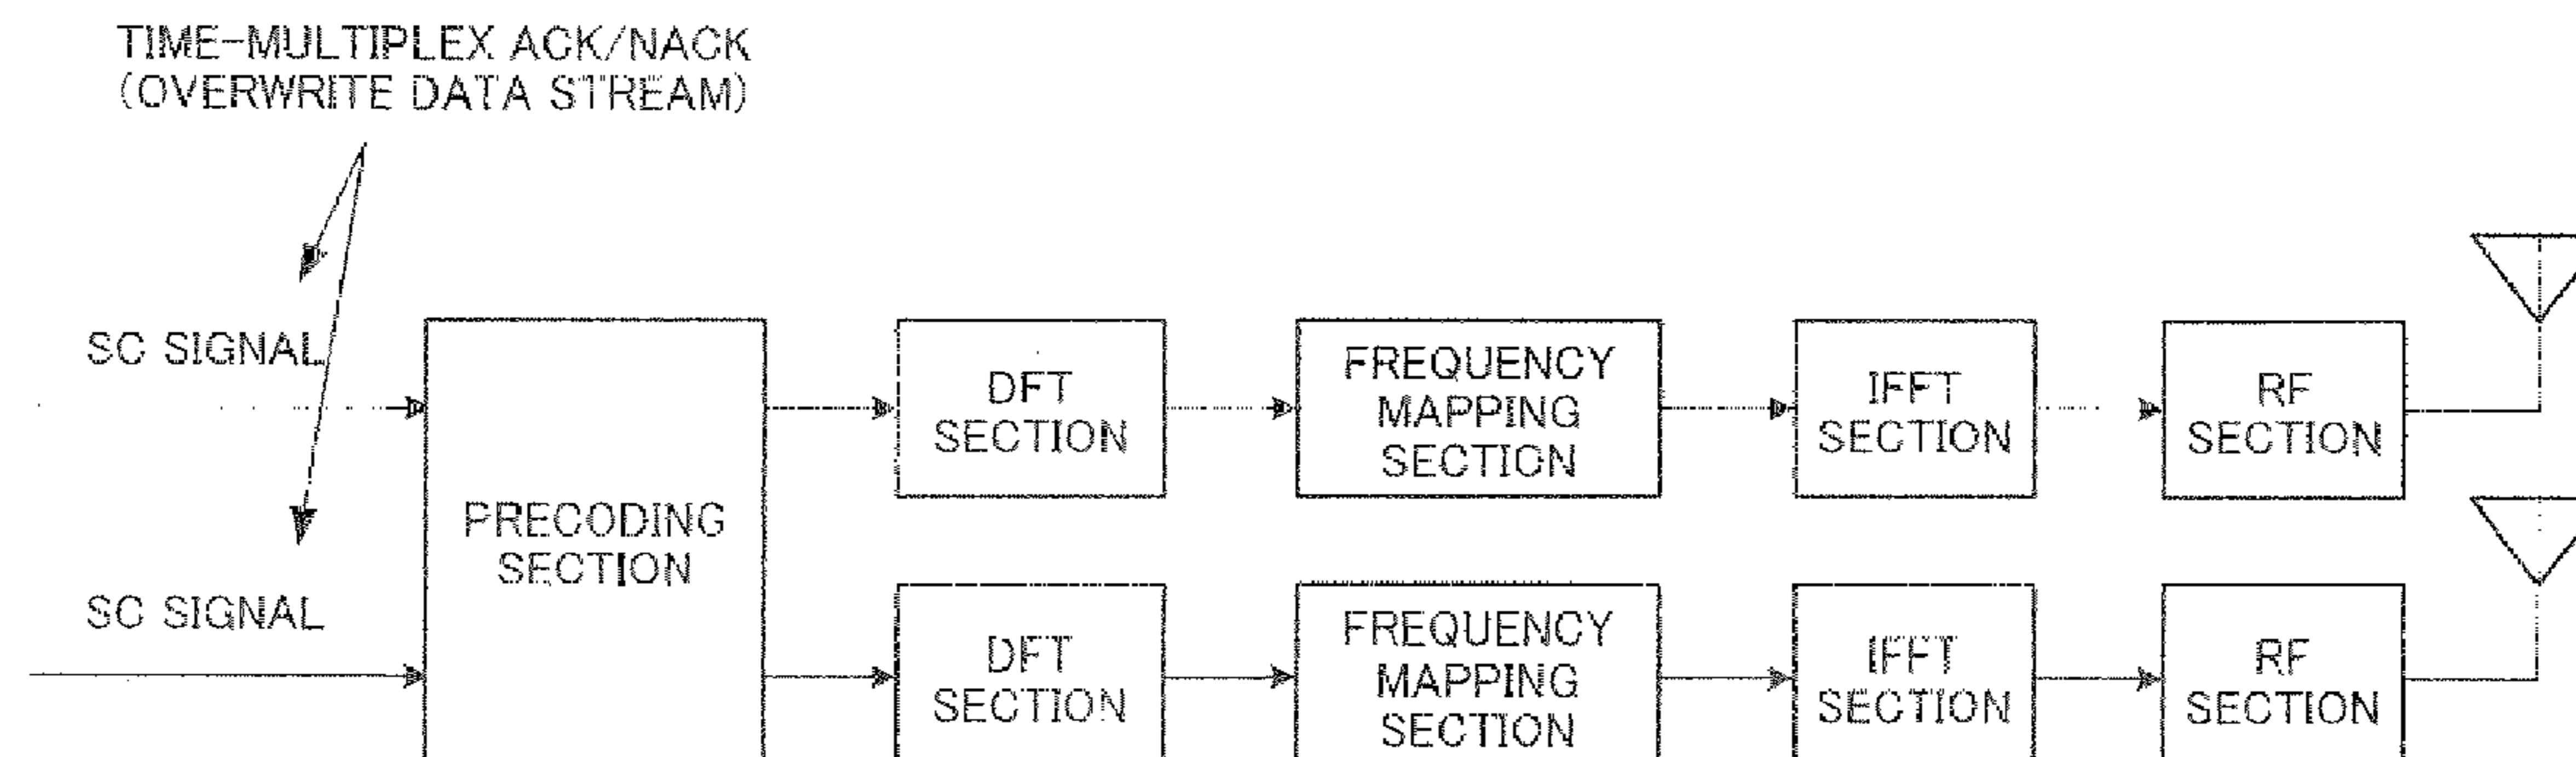 TIME-MULTIPLEX ACK/NACK
(OVERWRITE DATA STREAM)
SC SIGNAL
PRECODING
SECTION
DFT
SECTION
FREQUENCY
MAPPING
SECTION
IFFT
SECTION
RF
SECTION
SC SIGNAL
DFT
SECTION
FREQUENCY
MAPPING
SECTION
IFFT
SECTION
RF
SECTION